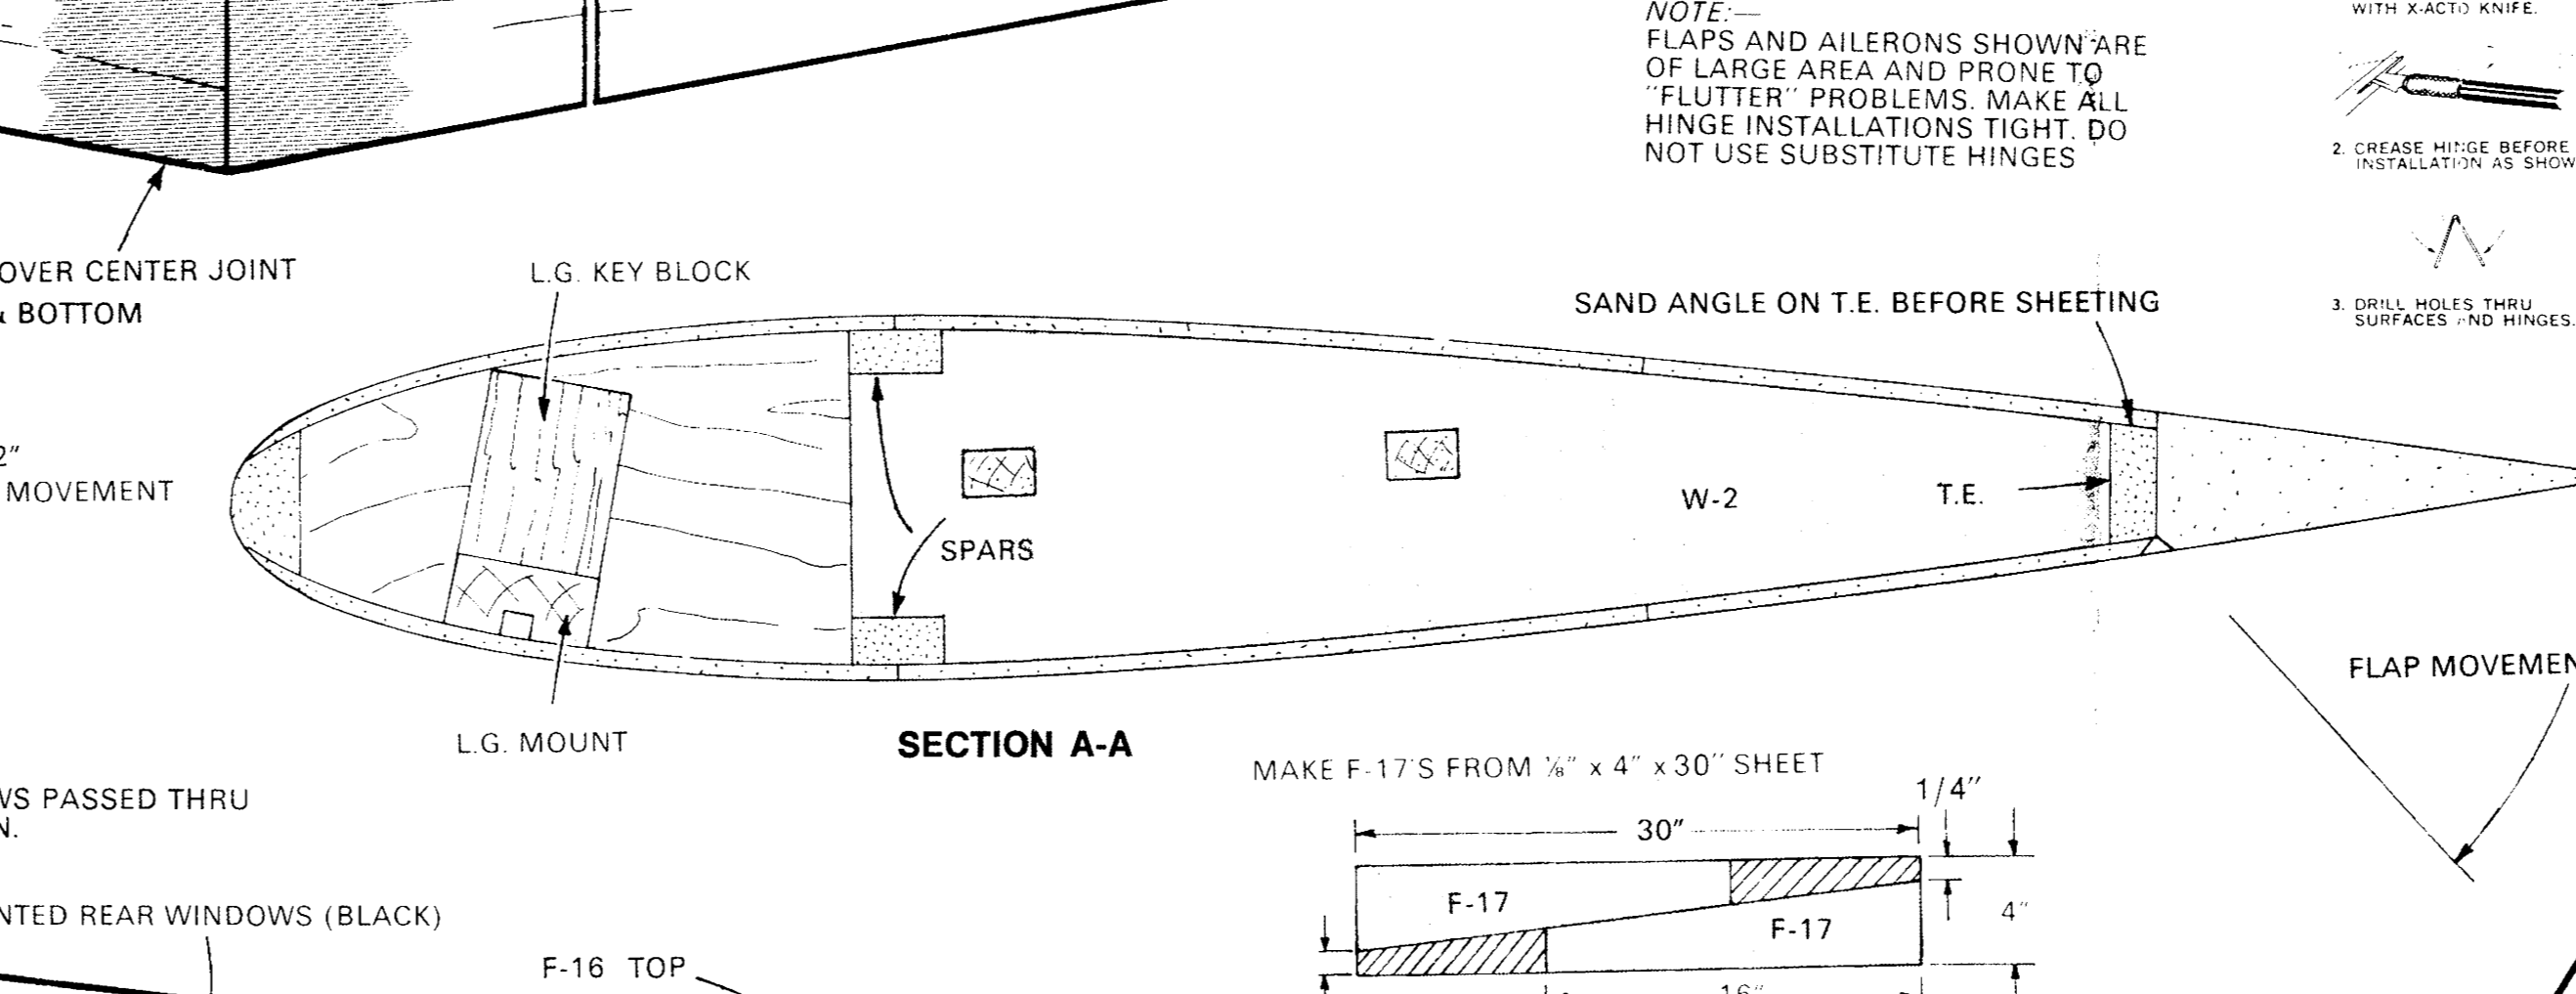 NOTE:—
FLAPS AND AILERONS SHOWN ARE
OF LARGE AREA AND PRONE TO
"FLUTTER" PROBLEMS. MAKE ALL
HINGE INSTALLATIONS TIGHT. DO
NOT USE SUBSTITUTE HINGES
WITH X-ACTO KNIFE.
2. CREASE HINGE BEFORE
INSTALLATION AS SHOW
3. DRILL HOLES THRU
SURFACES AND HINGES.
OVER CENTER JOINT
& BOTTOM
L.G. KEY BLOCK
SAND ANGLE ON T.E. BEFORE SHEETING
2"
MOVEMENT
W-2
T.E.
SPARS
L.G. MOUNT
SECTION A-A
FLAP MOVEMEN
MAKE F-17'S FROM ⅛" x 4" x 30" SHEET
1/4"
30"
F-17
F-17
4"
16"
WS PASSED THRU
N.
NTED REAR WINDOWS (BLACK)
F-16 TOP